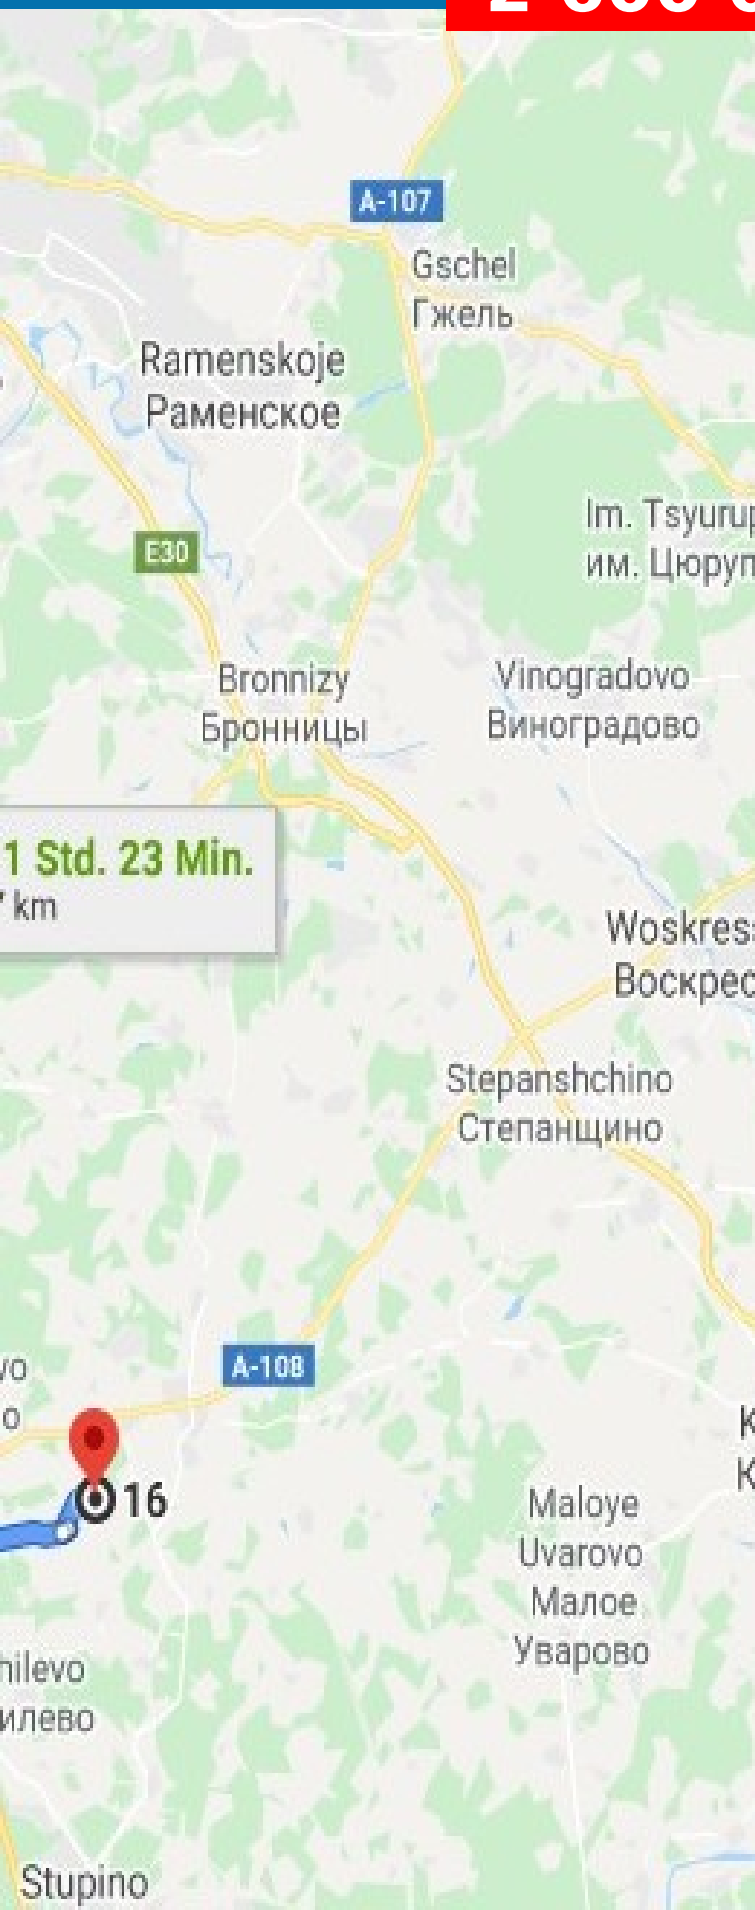 A-107
Gschel
Гжель
Ramenskoje
Раменское
Im. Tsyurup
им. Цюруп
E30
Bronnizy
Бронницы
Vinogradovo
Виноградово
1 Std. 23 Min.
km
Woskres
Воскрес
Stepanshchino
Степанщино
A-108
vo
о
16
K
К
Maloye
Uvarovo
Малое
Уварово
hilevo
илево
Stupino